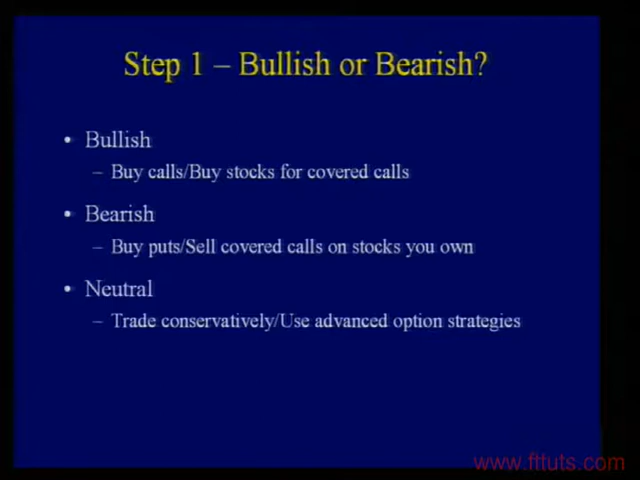 Step 1 – Bullish or Bearish?
• Bullish
– Buy calls/Buy stocks for covered calls
• Bearish
– Buy puts/Sell covered calls on stocks you own
• Neutral
– Trade conservatively/Use advanced option strategies
www.fttuts.com